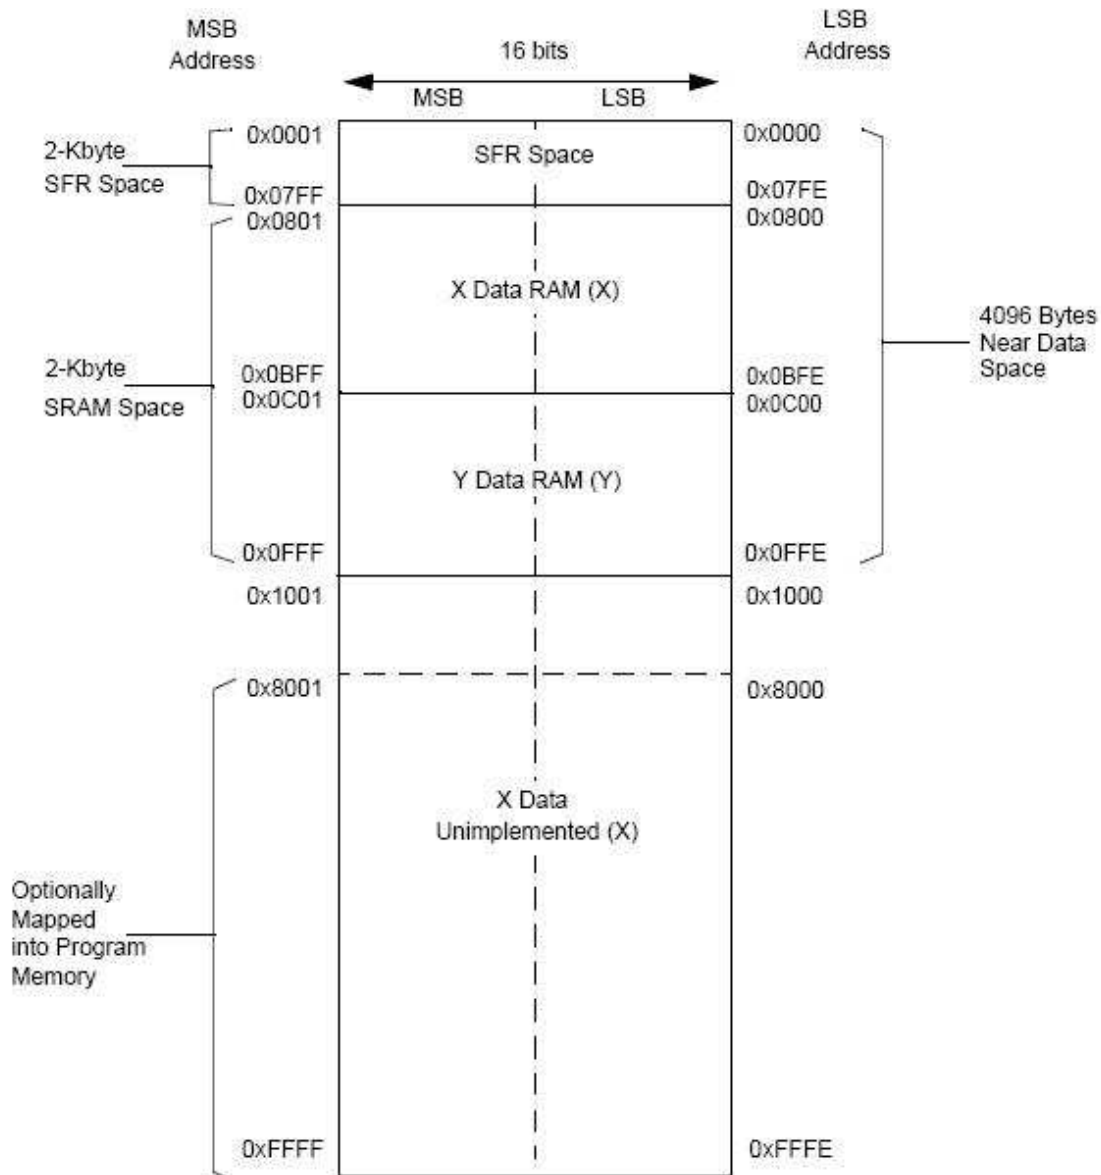 MSB
Address
16 bits
LSB
Address
MSB
LSB
0x0001
0x0000
2-Kbyte
SFR Space
SFR Space
0x07FF
0x07FE
0x0801
0x0800
X Data RAM (X)
4096 Bytes
Near Data
Space
2-Kbyte
SRAM Space
0x0BFF
0x0BFE
0x0C01
0x0C00
Y Data RAM (Y)
0x0FFF
0x0FFE
0x1001
0x1000
0x8001
0x8000
X Data
Unimplemented (X)
Optionally
Mapped
into Program
Memory
0xFFFF
0xFFFE